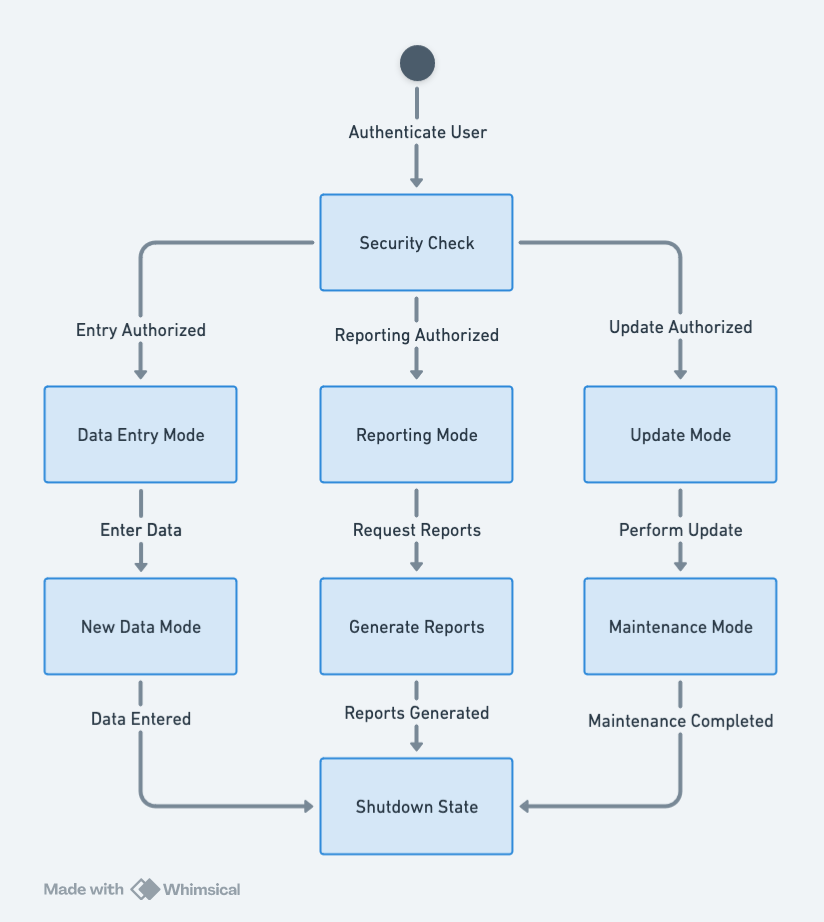 Authenticate User
Security Check
Entry Authorized
Reporting Authorized
Update Authorized
Data Entry Mode
Reporting Mode
Update Mode
Enter Data
Request Reports
Perform Update
New Data Mode
Generate Reports
Maintenance Mode
Data Entered
Reports Generated
Maintenance Completed
Shutdown State
Made with Whimsical